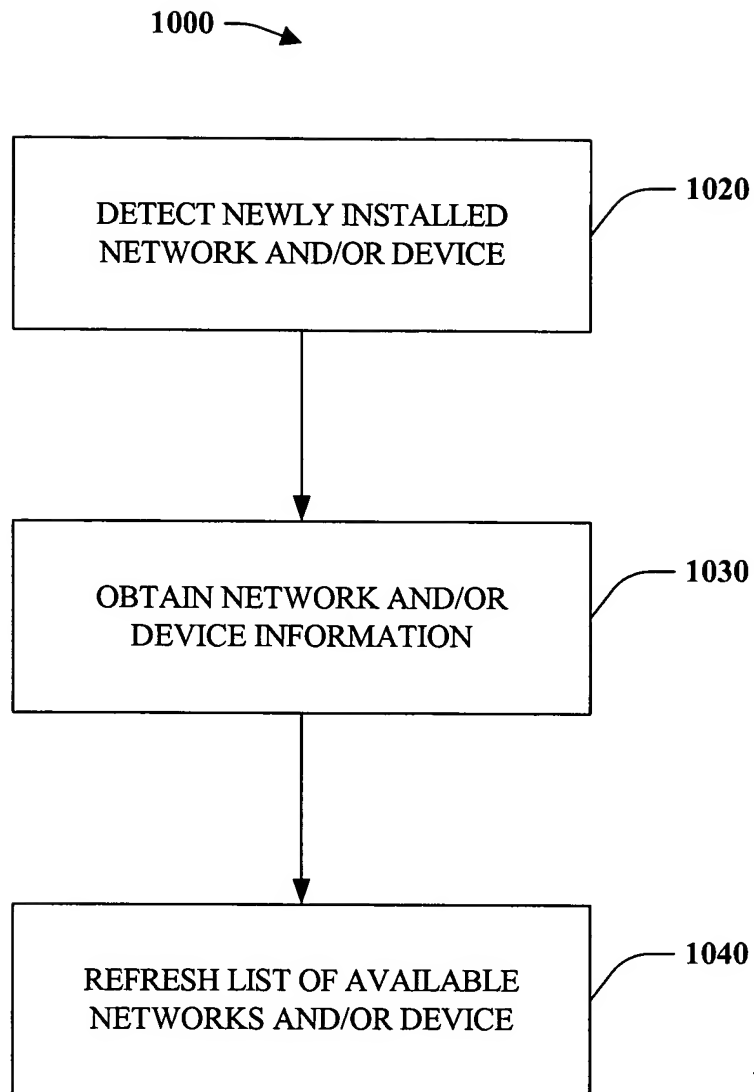 1000
DETECT NEWLY INSTALLED
NETWORK AND/OR DEVICE
1020
OBTAIN NETWORK AND/OR
DEVICE INFORMATION
1030
REFRESH LIST OF AVAILABLE
NETWORKS AND/OR DEVICE
1040